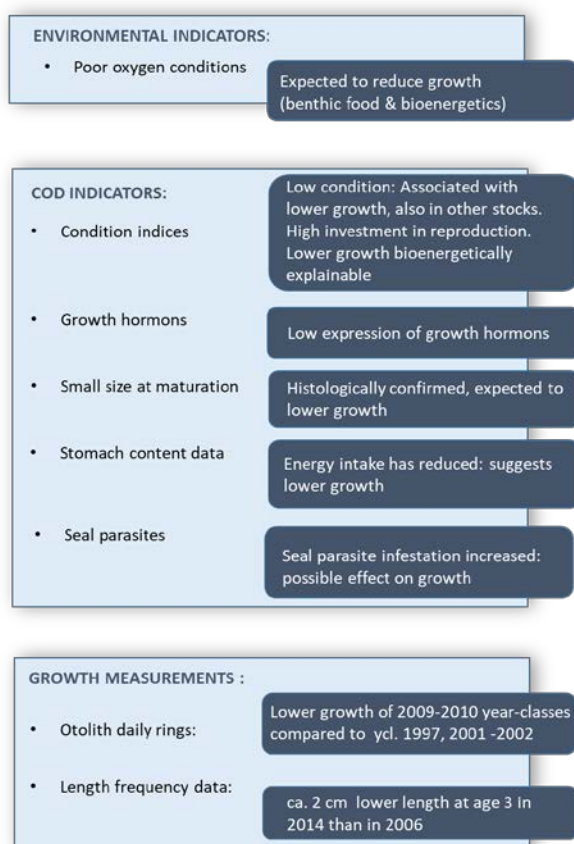 ENVIRONMENTAL INDICATORS:
• Poor oxygen conditions
Expected to reduce growth
(benthic food & bioenergetics)
COD INDICATORS:
• Condition indices
Low condition: Associated with
lower growth, also in other stocks.
High investment in reproduction.
Lower growth bioenergetically
explainable
• Growth hormons
Low expression of growth hormons
• Small size at maturation
Histologically confirmed, expected to
lower growth
• Stomach content data
Energy intake has reduced: suggests
lower growth
• Seal parasites
Seal parasite infestation increased:
possible effect on growth
GROWTH MEASUREMENTS :
• Otolith daily rings:
Lower growth of 2009-2010 year-classes
compared to ycl. 1997, 2001 -2002
• Length frequency data:
ca. 2 cm lower length at age 3 in
2014 than in 2006